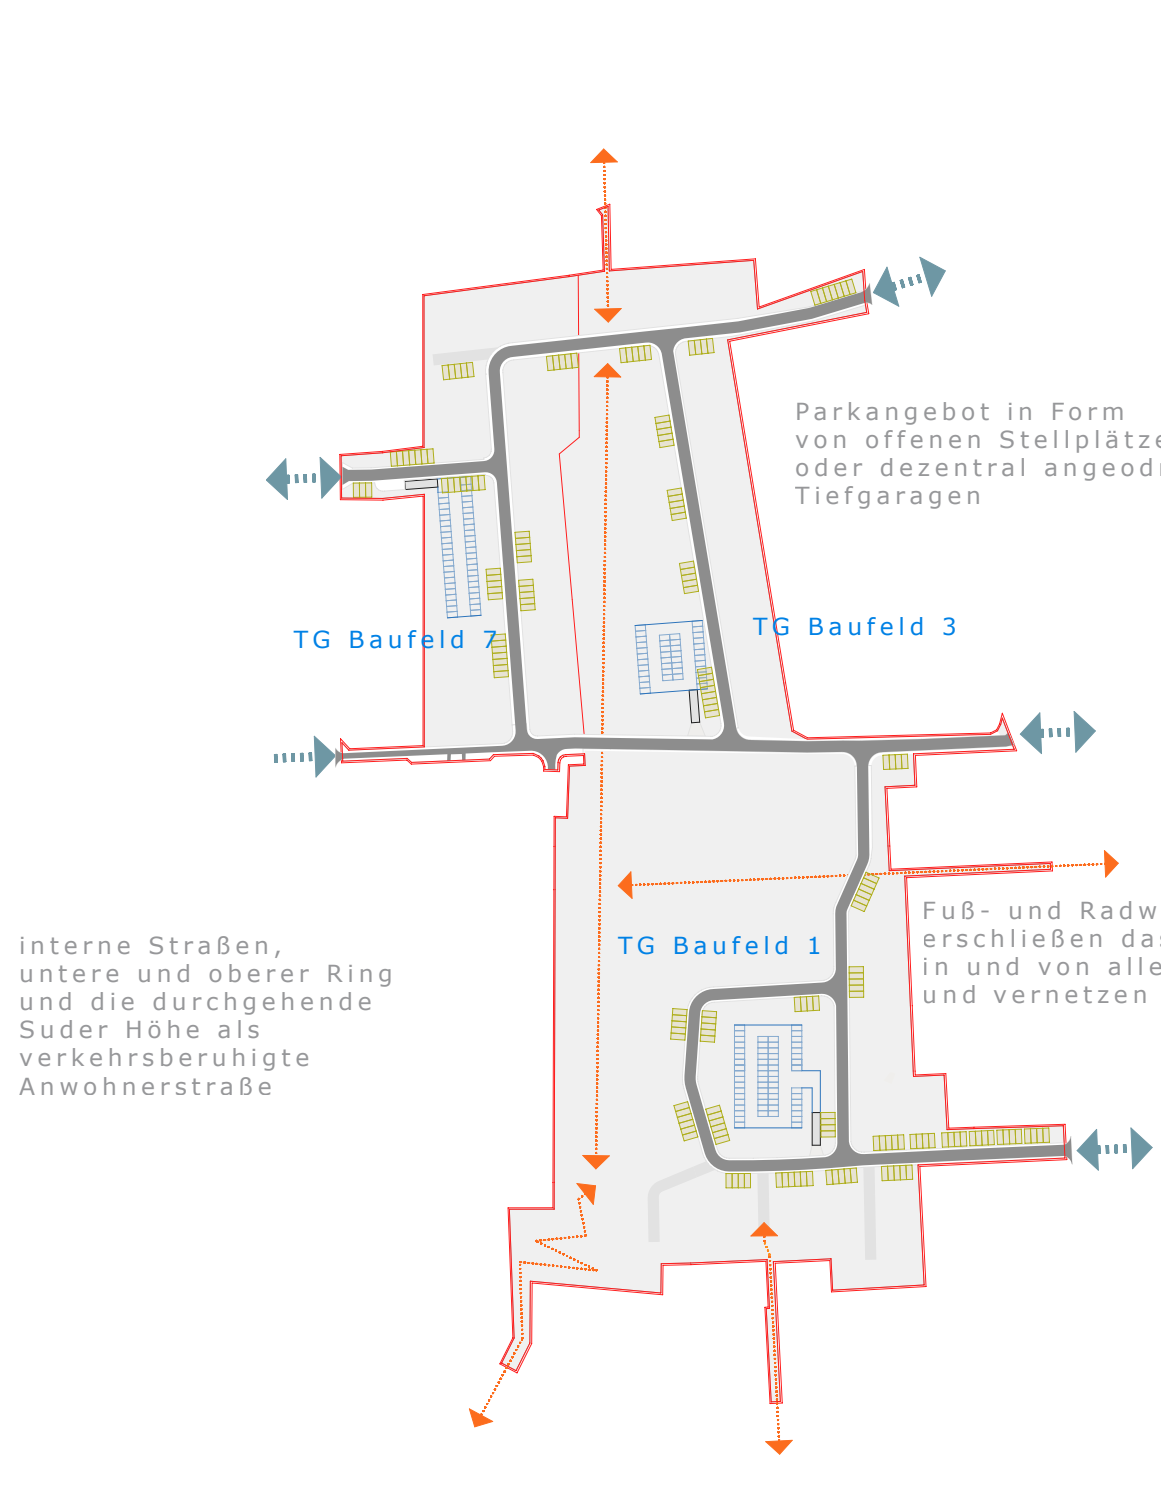 Parkangebot in Form
von offenen Stellplätze
oder dezentral angeodr
Tiefgaragen
TG Baufeld 3
TG Baufeld 7
Fuß- und Radw
erschließen das
in und von alle
und vernetzen
TG Baufeld 1
interne Straßen,
untere und oberer Ring
und die durchgehende
Suder Höhe als
verkehrsberuhigte
Anwohnerstraße